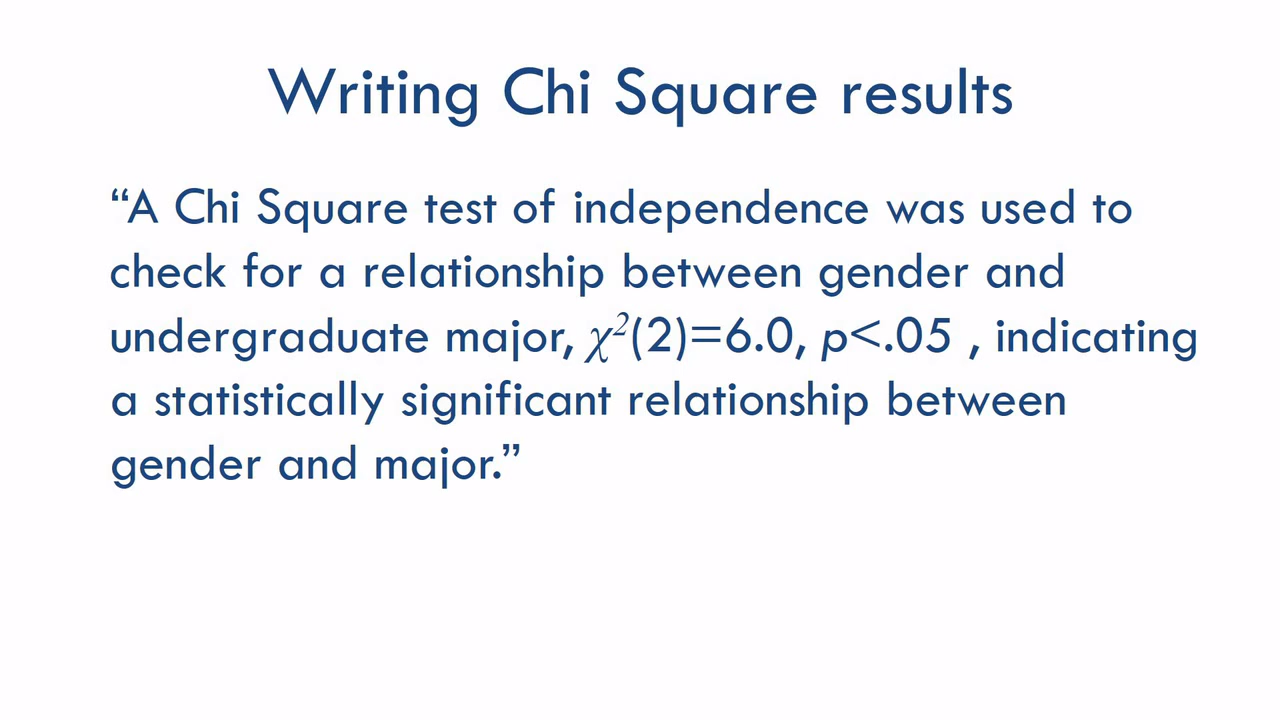 Writing Chi Square results
“A Chi Square test of independence was used to
check for a relationship between gender and
undergraduate major, χ²(2)=6.0, p<.05 , indicating
a statistically significant relationship between
gender and major.”